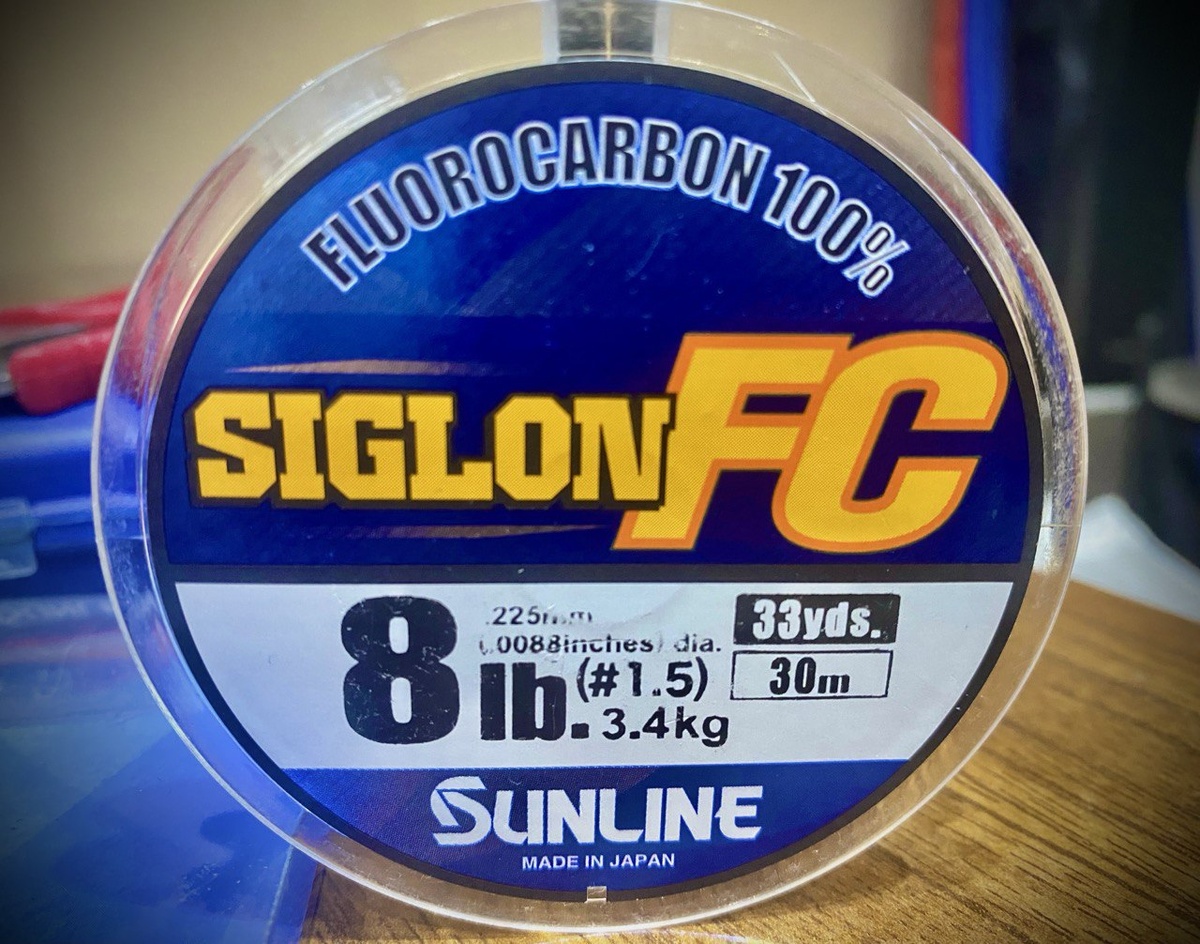 FLUOROCARBON 100%
SIGLON FC
8 lb. (#1.5) 3.4kg
.225mm
(.0088inches) dia.
33yds.
30m
SUNLINE
MADE IN JAPAN